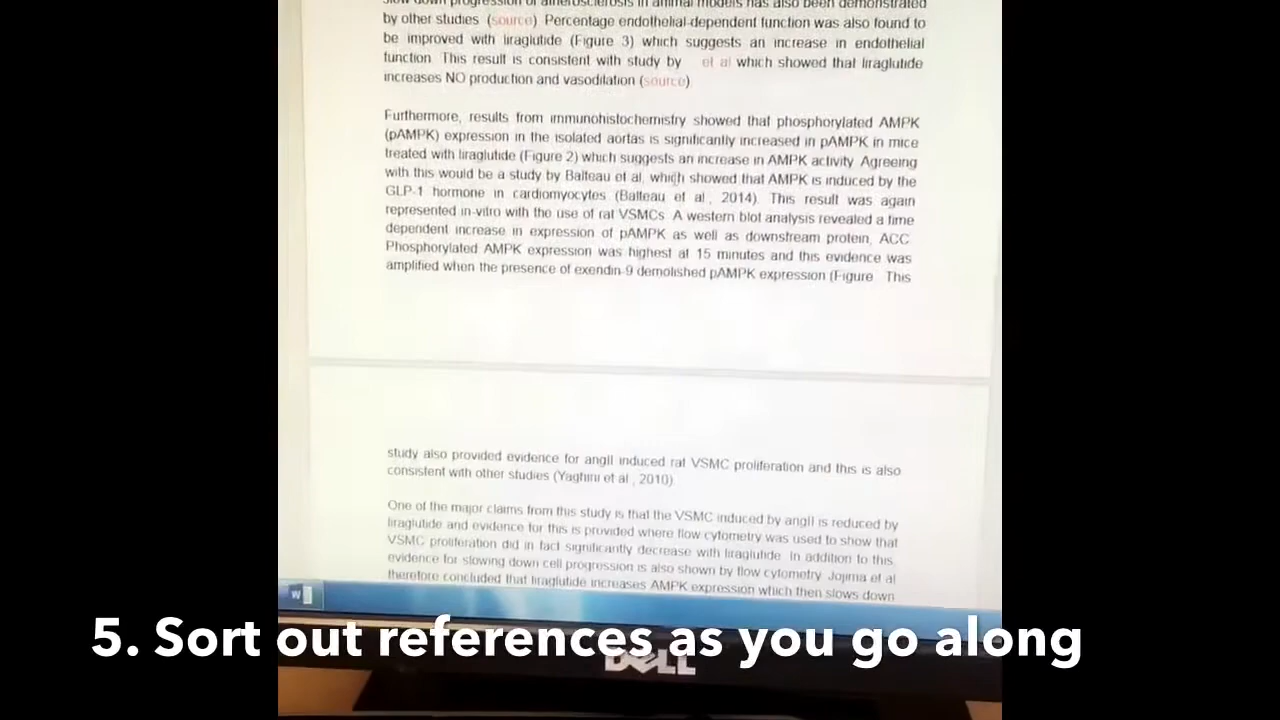 slow down progression of atherosclerosis in animal models has also been demonstrated
by other studies (source). Percentage endothelial-dependent function was also found to
be improved with liraglutide (Figure 3) which suggests an increase in endothelial
function. This result is consistent with study by et al which showed that liraglutide
increases NO production and vasodilation (source).
Furthermore, results from immunohistochemistry showed that phosphorylated AMPK
(pAMPK) expression in the isolated aortas is significantly increased in pAMPK in mice
treated with liraglutide (Figure 2) which suggests an increase in AMPK activity. Agreeing
with this would be a study by Balteau et al, which showed that AMPK is induced by the
GLP-1 hormone in cardiomyocytes (Balteau et al., 2014). This result was again
represented in-vitro with the use of rat VSMCs. A western blot analysis revealed a time
dependent increase in expression of pAMPK as well as downstream protein, ACC.
Phosphorylated AMPK expression was highest at 15 minutes and this evidence was
amplified when the presence of exendin-9 demolished pAMPK expression (Figure This
study also provided evidence for angII induced rat VSMC proliferation and this is also
consistent with other studies (Yaghini et al., 2010).
One of the major claims from this study is that the VSMC induced by angII is reduced by
liraglutide and evidence for this is provided where flow cytometry was used to show that
VSMC proliferation did in fact significantly decrease with liraglutide. In addition to this
evidence for slowing down cell progression is also shown by flow cytometry. Jojima et al
therefore concluded that liraglutide increases AMPK expression which then slows down
W
5. Sort out references as you go along
DELL